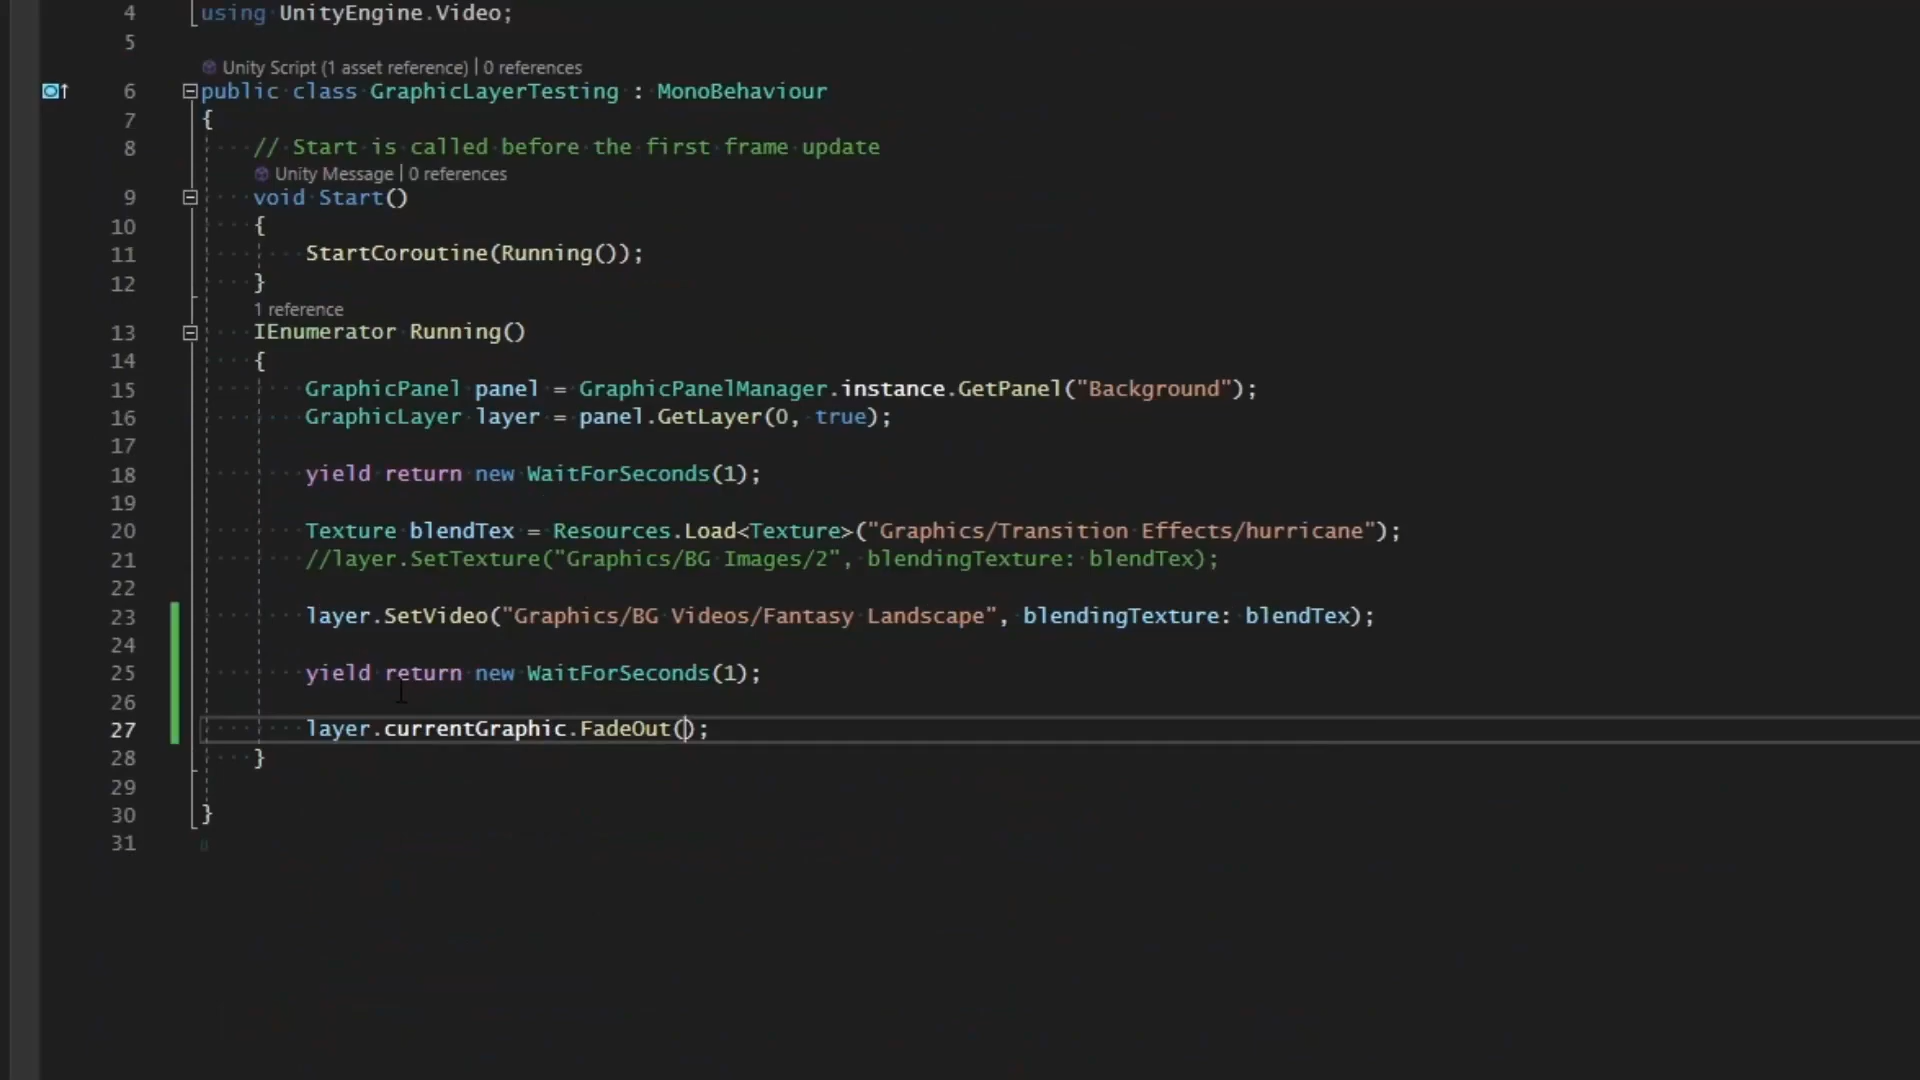 4 using UnityEngine.Video;
5
Unity Script (1 asset reference) | 0 references
6 public class GraphicLayerTesting : MonoBehaviour
7 {
8 // Start is called before the first frame update
Unity Message | 0 references
9 void Start()
10 {
11 StartCoroutine(Running());
12 }
1 reference
13 IEnumerator Running()
14 {
15 GraphicPanel panel = GraphicPanelManager.instance.GetPanel("Background");
16 GraphicLayer layer = panel.GetLayer(0, true);
17
18 yield return new WaitForSeconds(1);
19
20 Texture blendTex = Resources.Load<Texture>("Graphics/Transition Effects/hurricane");
21 //layer.SetTexture("Graphics/BG Images/2", blendingTexture: blendTex);
22
23 layer.SetVideo("Graphics/BG Videos/Fantasy Landscape", blendingTexture: blendTex);
24
25 yield return new WaitForSeconds(1);
26
27 layer.currentGraphic.FadeOut();
28 }
29
30 }
31